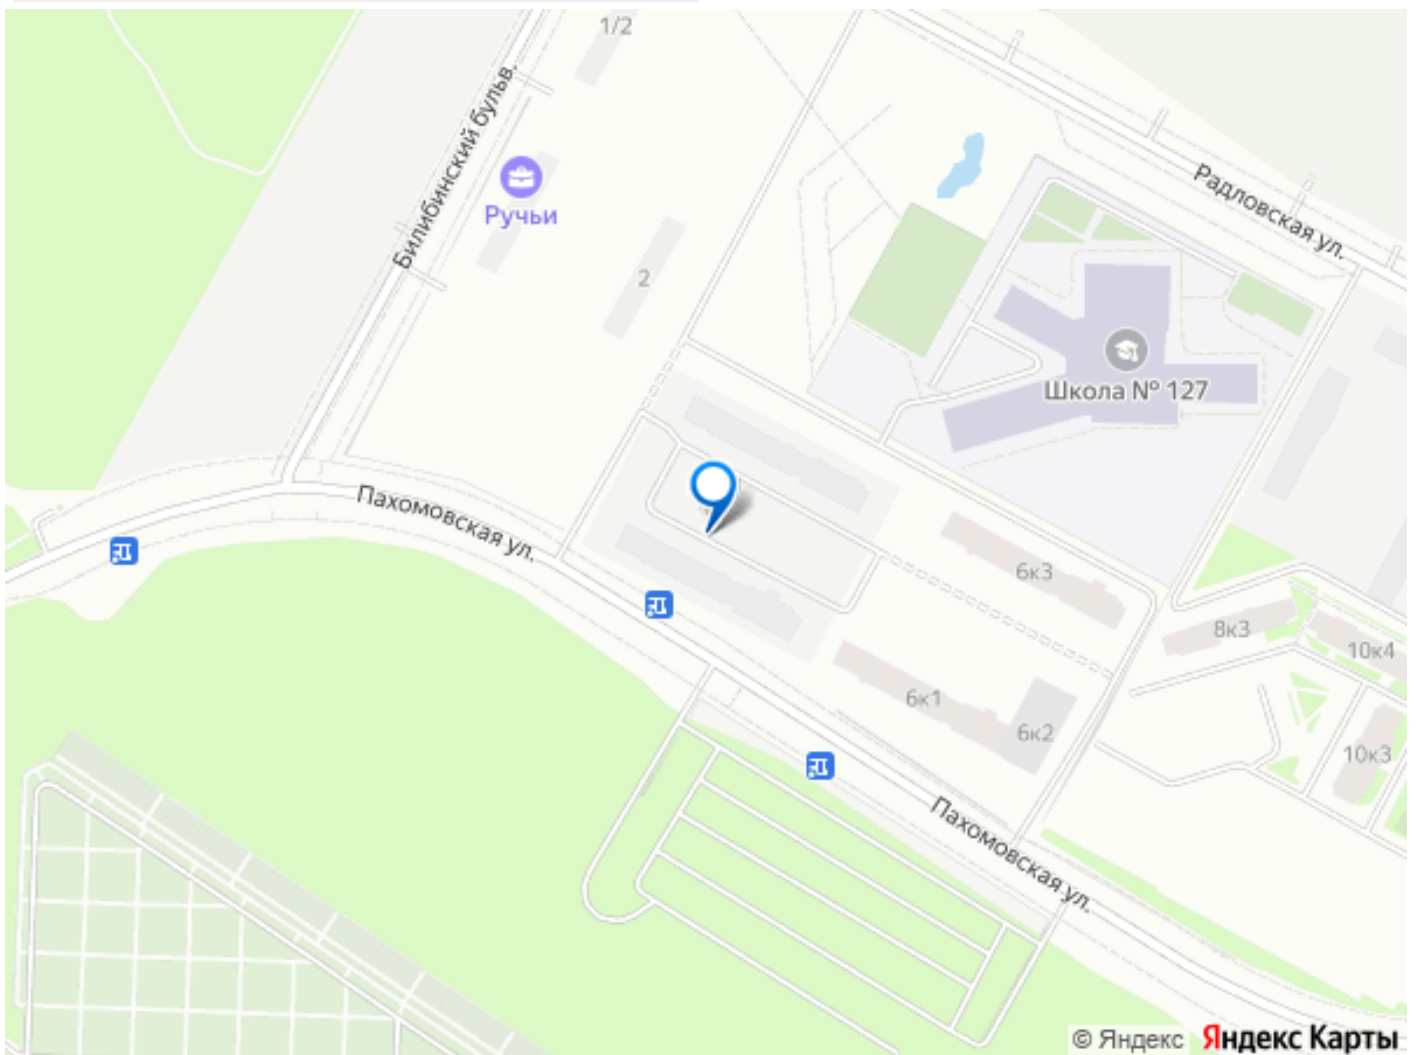 1/2
Билибинский бульв.
Ручьи
2
Радловская ул.
Школа № 127
Пахомовская ул.
6к3
8к3
10к4
6к1
6к2
10к3
Пахомовская ул.
© Яндекс Яндекс Карты